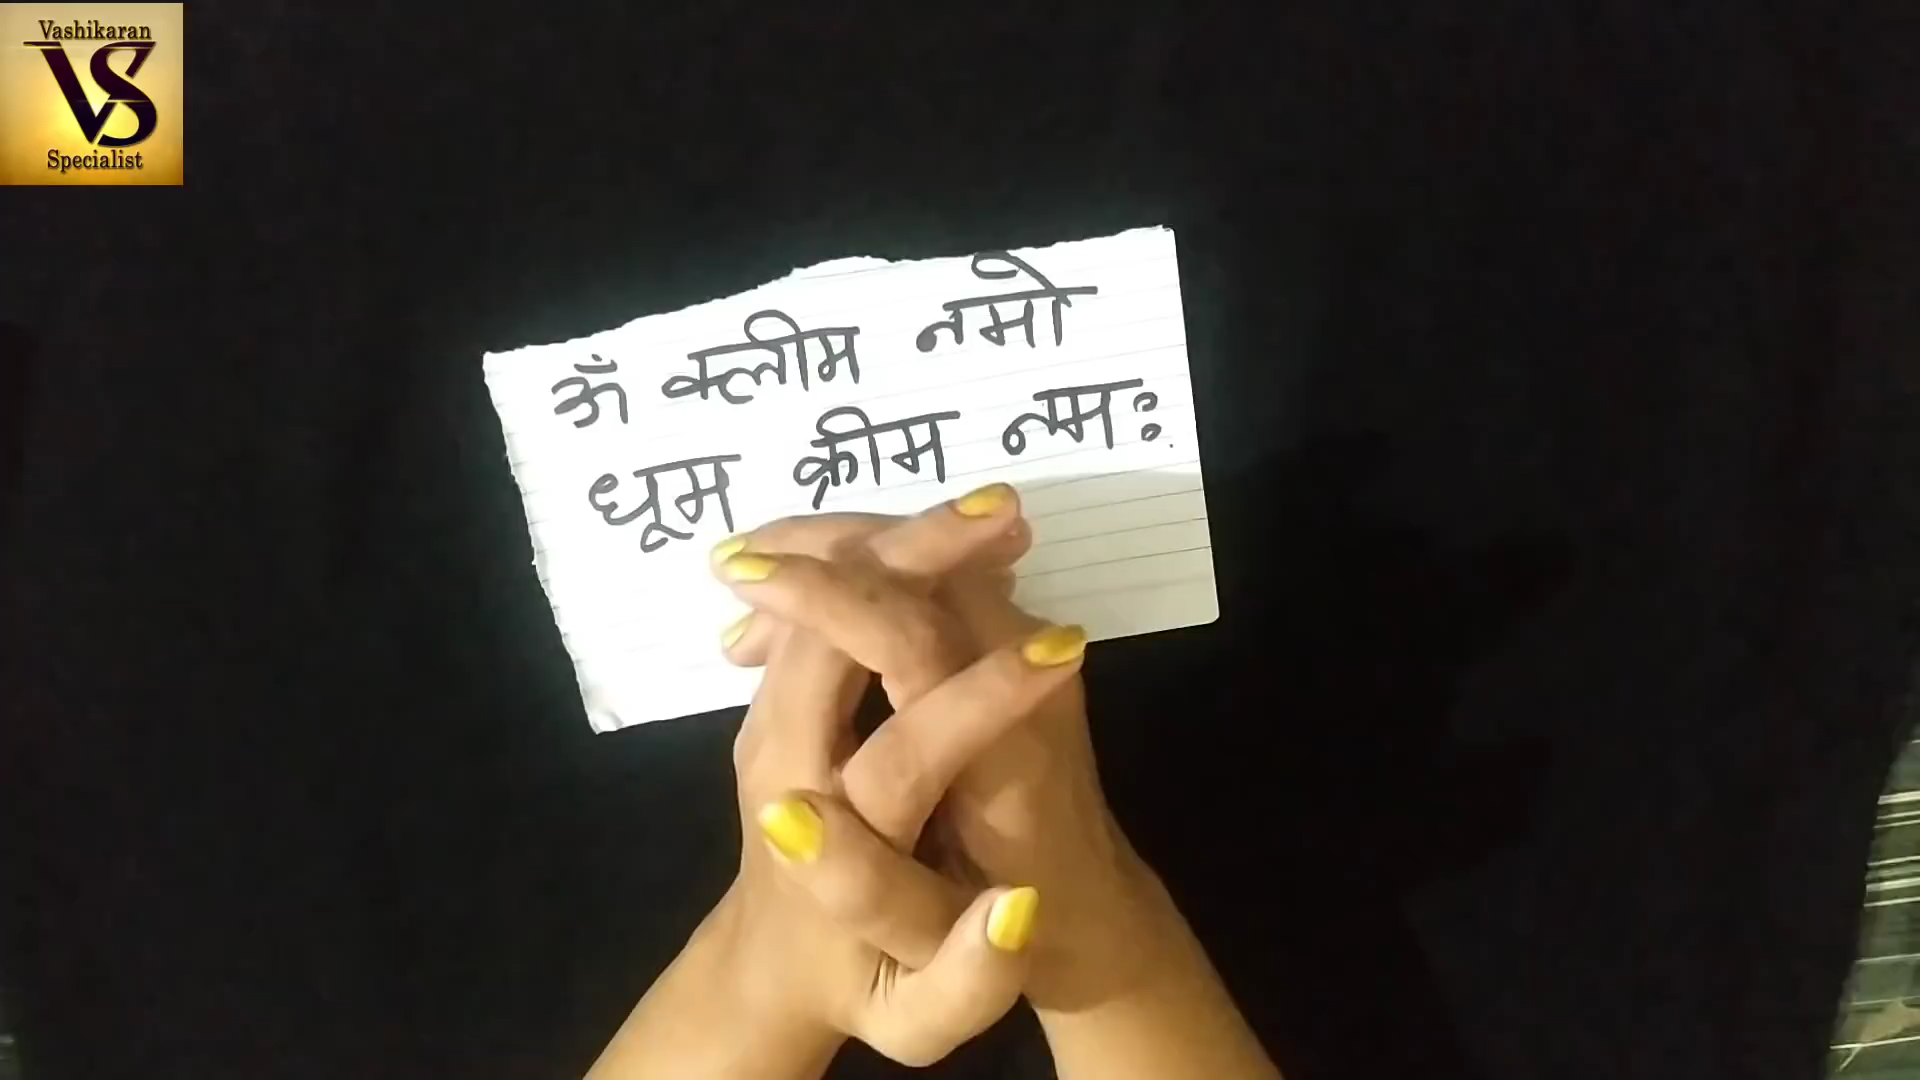 Vashikaran
VS
Specialist
ॐ क्लीम नमो
धूम क्रीम नमः